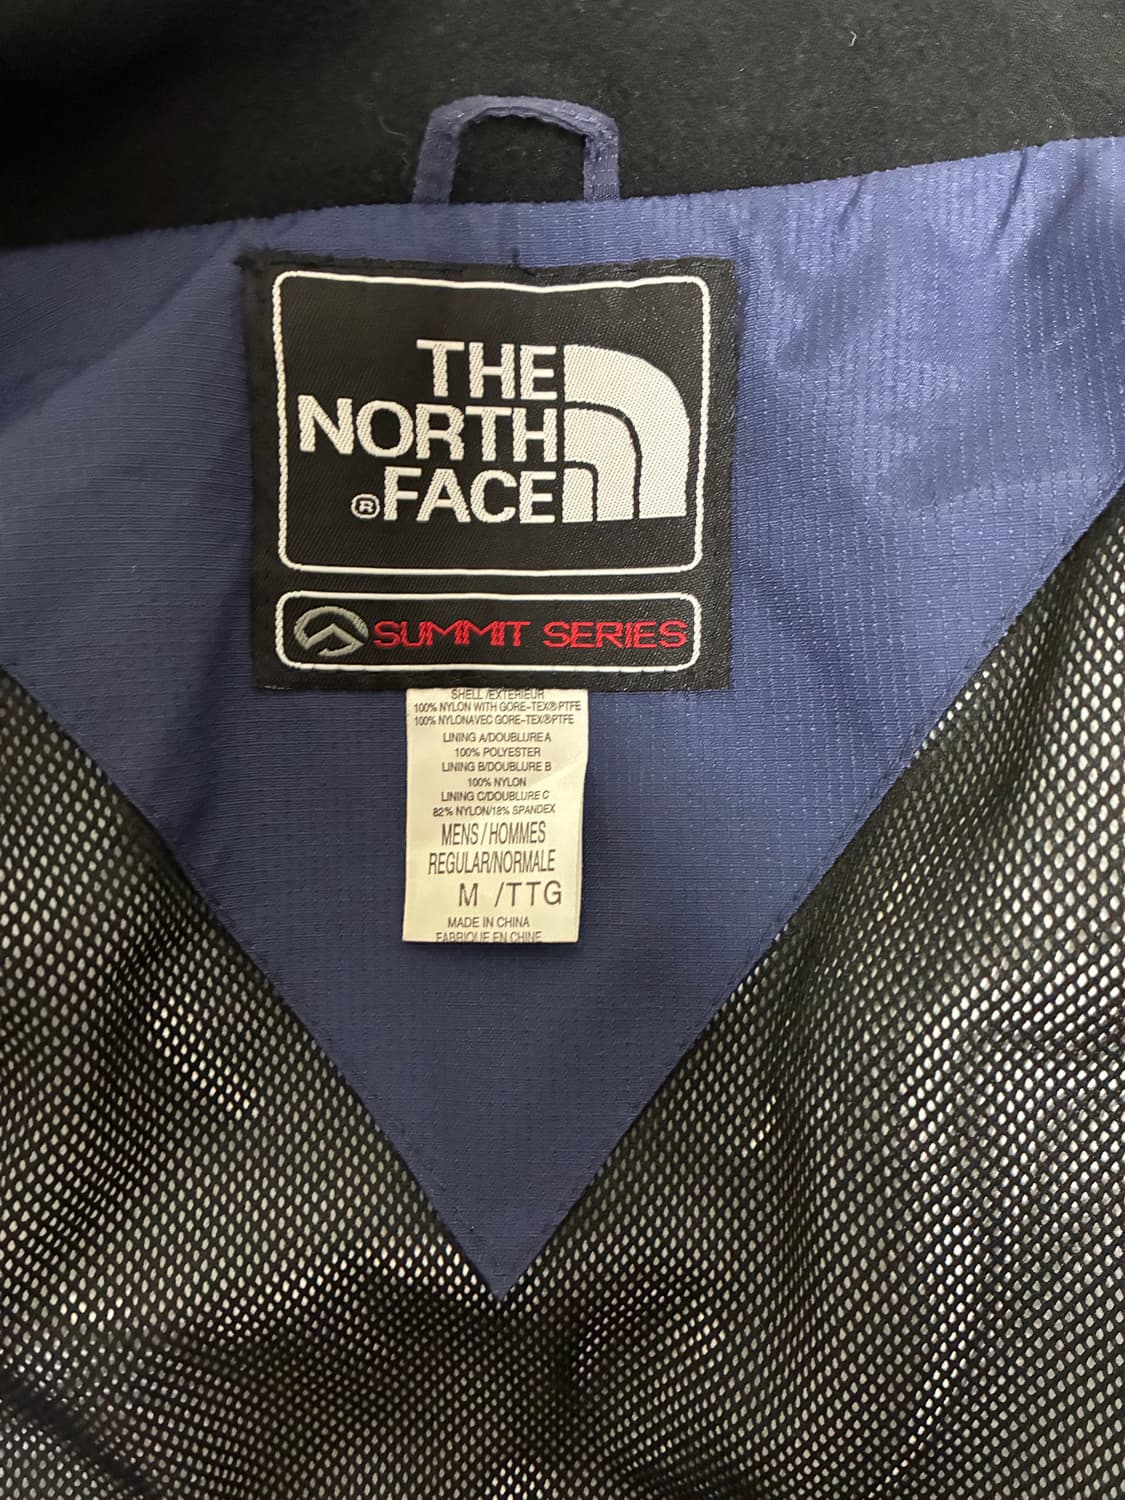 THE
NORTH
®FACE
SUMMIT SERIES
SHELL /EXTERIEUR
100% NYLON WITH GORE-TEX®PTFE
100% NYLONAVEC GORE-TEX®PTFE
LINING A/DOUBLURE A
100% POLYESTER
LINING B/DOUBLURE B
100% NYLON
LINING C/DOUBLURE C
82% NYLON/18% SPANDEX
MENS / HOMMES
REGULAR/NORMALE
M /TTG
MADE IN CHINA
FABRIQUE EN CHINE